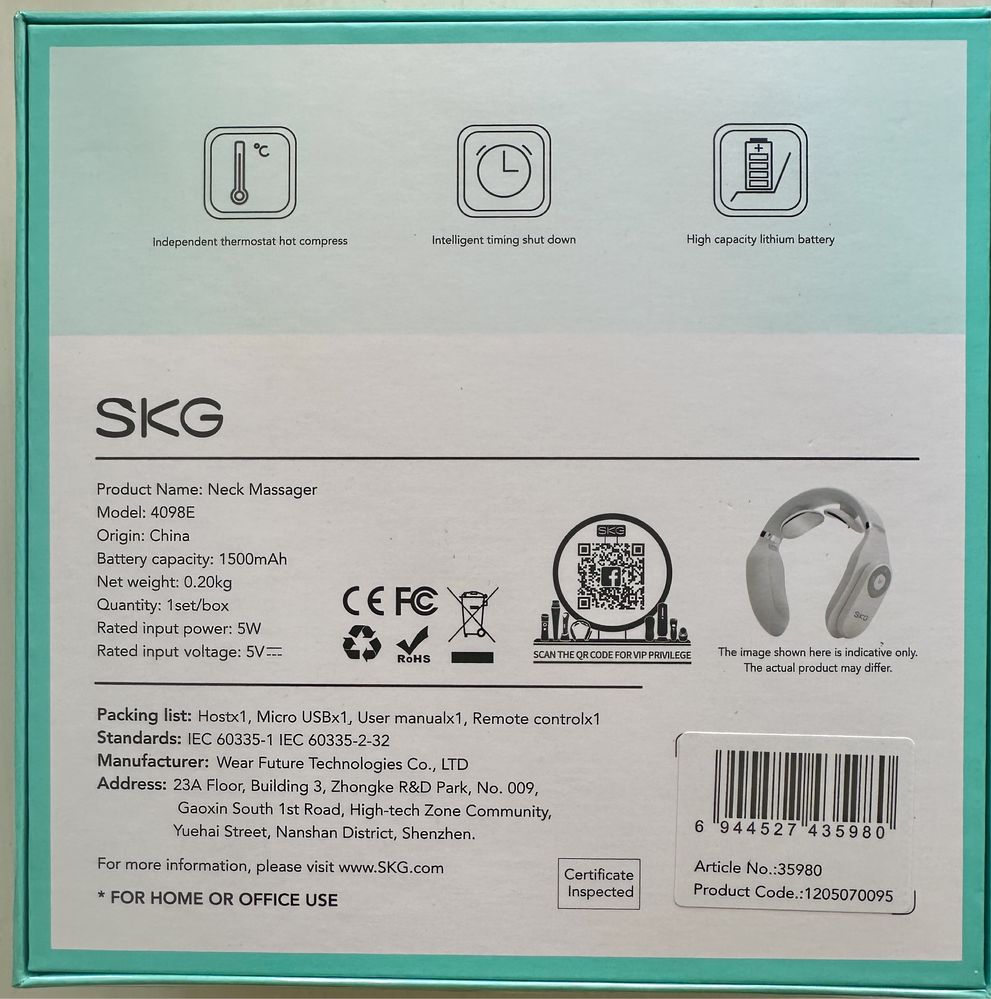 °C
Independent thermostat hot compress
Intelligent timing shut down
High capacity lithium battery
SKG
Product Name: Neck Massager
Model: 4098E
Origin: China
Battery capacity: 1500mAh
Net weight: 0.20kg
Quantity: 1set/box
Rated input power: 5W
Rated input voltage: 5V⎓
CE FC
RoHS
SKG
SCAN THE QR CODE FOR VIP PRIVILEGE
SKG
The image shown here is indicative only.
The actual product may differ.
Packing list: Hostx1, Micro USBx1, User manualx1, Remote controlx1
Standards: IEC 60335-1 IEC 60335-2-32
Manufacturer: Wear Future Technologies Co., LTD
Address: 23A Floor, Building 3, Zhongke R&D Park, No. 009,
Gaoxin South 1st Road, High-tech Zone Community,
Yuehai Street, Nanshan District, Shenzhen.
For more information, please visit www.SKG.com
* FOR HOME OR OFFICE USE
Certificate
Inspected
6 944527 435980
Article No.:35980
Product Code.:1205070095